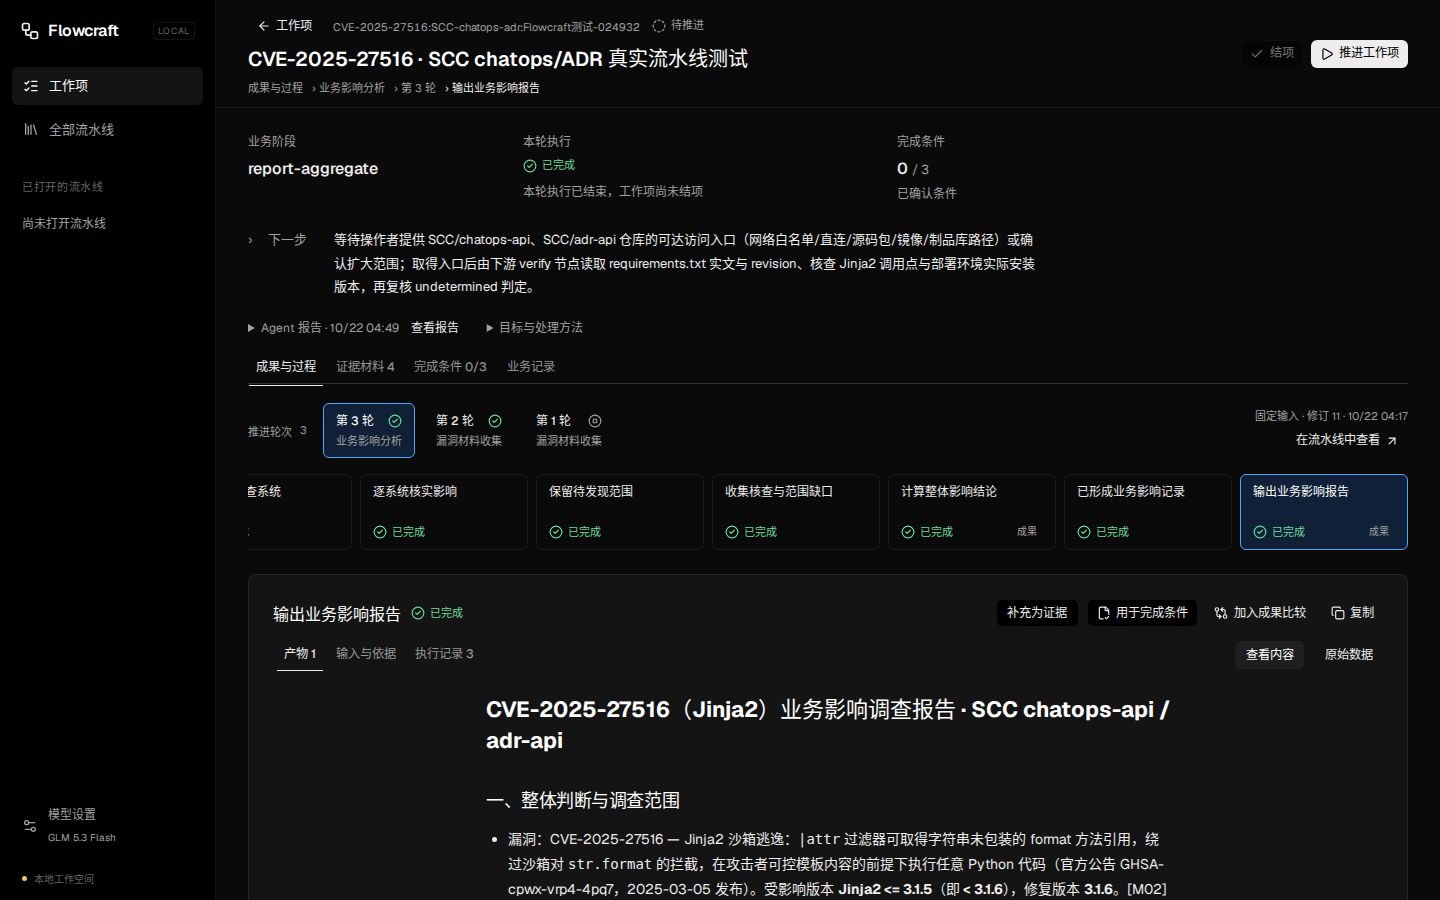 Flowcraft
LOCAL
工作项
全部流水线
已打开的流水线
尚未打开流水线
模型设置
GLM 5.3 Flash
本地工作空间
工作项
CVE-2025-27516:SCC-chatops-adr:Flowcraft测试-024932
待推进
CVE-2025-27516 · SCC chatops/ADR 真实流水线测试
结项
推进工作项
成果与过程 › 业务影响分析 › 第 3 轮 › 输出业务影响报告
业务阶段
report-aggregate
本轮执行
已完成
本轮执行已结束，工作项尚未结项
完成条件
0 / 3
已确认条件
› 下一步
等待操作者提供 SCC/chatops-api、SCC/adr-api 仓库的可达访问入口（网络白名单/直连/源码包/镜像/制品库路径）或确
认扩大范围；取得入口后由下游 verify 节点读取 requirements.txt 实文与 revision、核查 Jinja2 调用点与部署环境实际安装
版本，再复核 undetermined 判定。
Agent 报告 · 10/22 04:49 查看报告
目标与处理方法
成果与过程
证据材料 4
完成条件 0/3
业务记录
推进轮次 3
第 3 轮
业务影响分析
第 2 轮
漏洞材料收集
第 1 轮
漏洞材料收集
固定输入 · 修订 11 · 10/22 04:17
在流水线中查看
查系统
逐系统核实影响
已完成
保留待发现范围
已完成
收集核查与范围缺口
已完成
计算整体影响结论
已完成
成果
已形成业务影响记录
已完成
输出业务影响报告
已完成
成果
输出业务影响报告
已完成
补充为证据
用于完成条件
加入成果比较
复制
产物 1
输入与依据
执行记录 3
查看内容
原始数据
CVE-2025-27516（Jinja2）业务影响调查报告 · SCC chatops-api /
adr-api
一、整体判断与调查范围
• 漏洞：CVE-2025-27516 — Jinja2 沙箱逃逸：|attr 过滤器可取得字符串未包装的 format 方法引用，绕
过沙箱对 str.format 的拦截，在攻击者可控模板内容的前提下执行任意 Python 代码（官方公告 GHSA-
cpwx-vrp4-4pq7，2025-03-05 发布）。受影响版本 Jinja2 <= 3.1.5（即 < 3.1.6），修复版本 3.1.6。[M02]